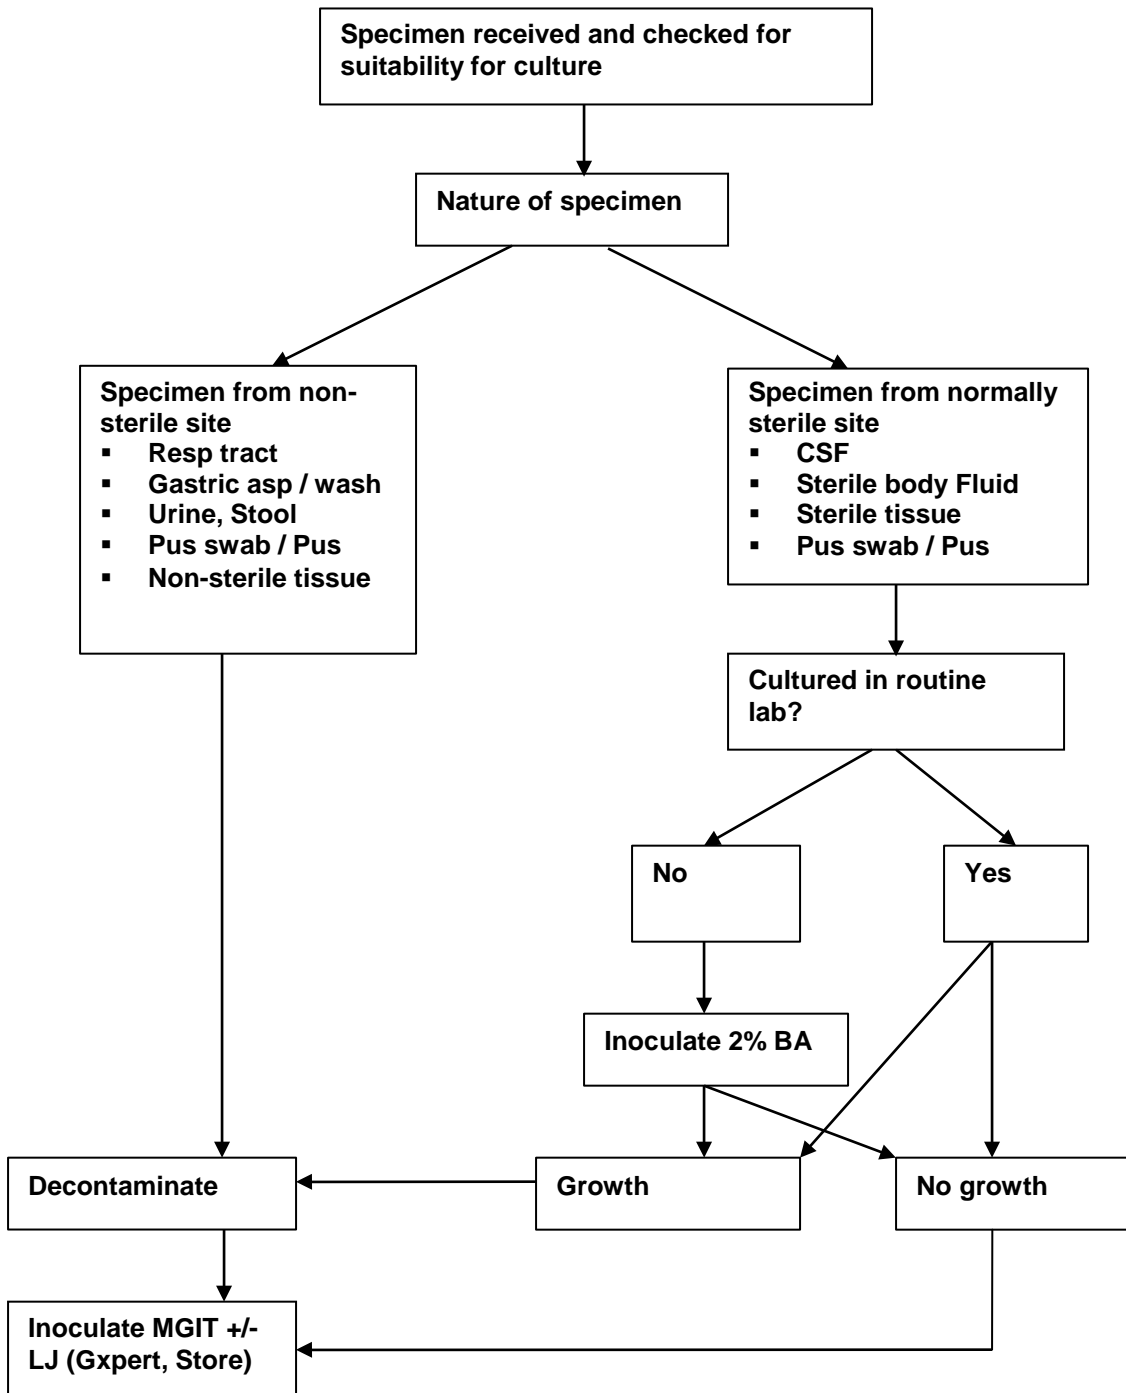 Specimen received and checked for
suitability for culture
Nature of specimen
Specimen from non-
sterile site
▪ Resp tract
▪ Gastric asp / wash
▪ Urine, Stool
▪ Pus swab / Pus
▪ Non-sterile tissue
Specimen from normally
sterile site
▪ CSF
▪ Sterile body Fluid
▪ Sterile tissue
▪ Pus swab / Pus
Cultured in routine
lab?
No
Yes
Inoculate 2% BA
Decontaminate
Growth
No growth
Inoculate MGIT +/-
LJ (Gxpert, Store)